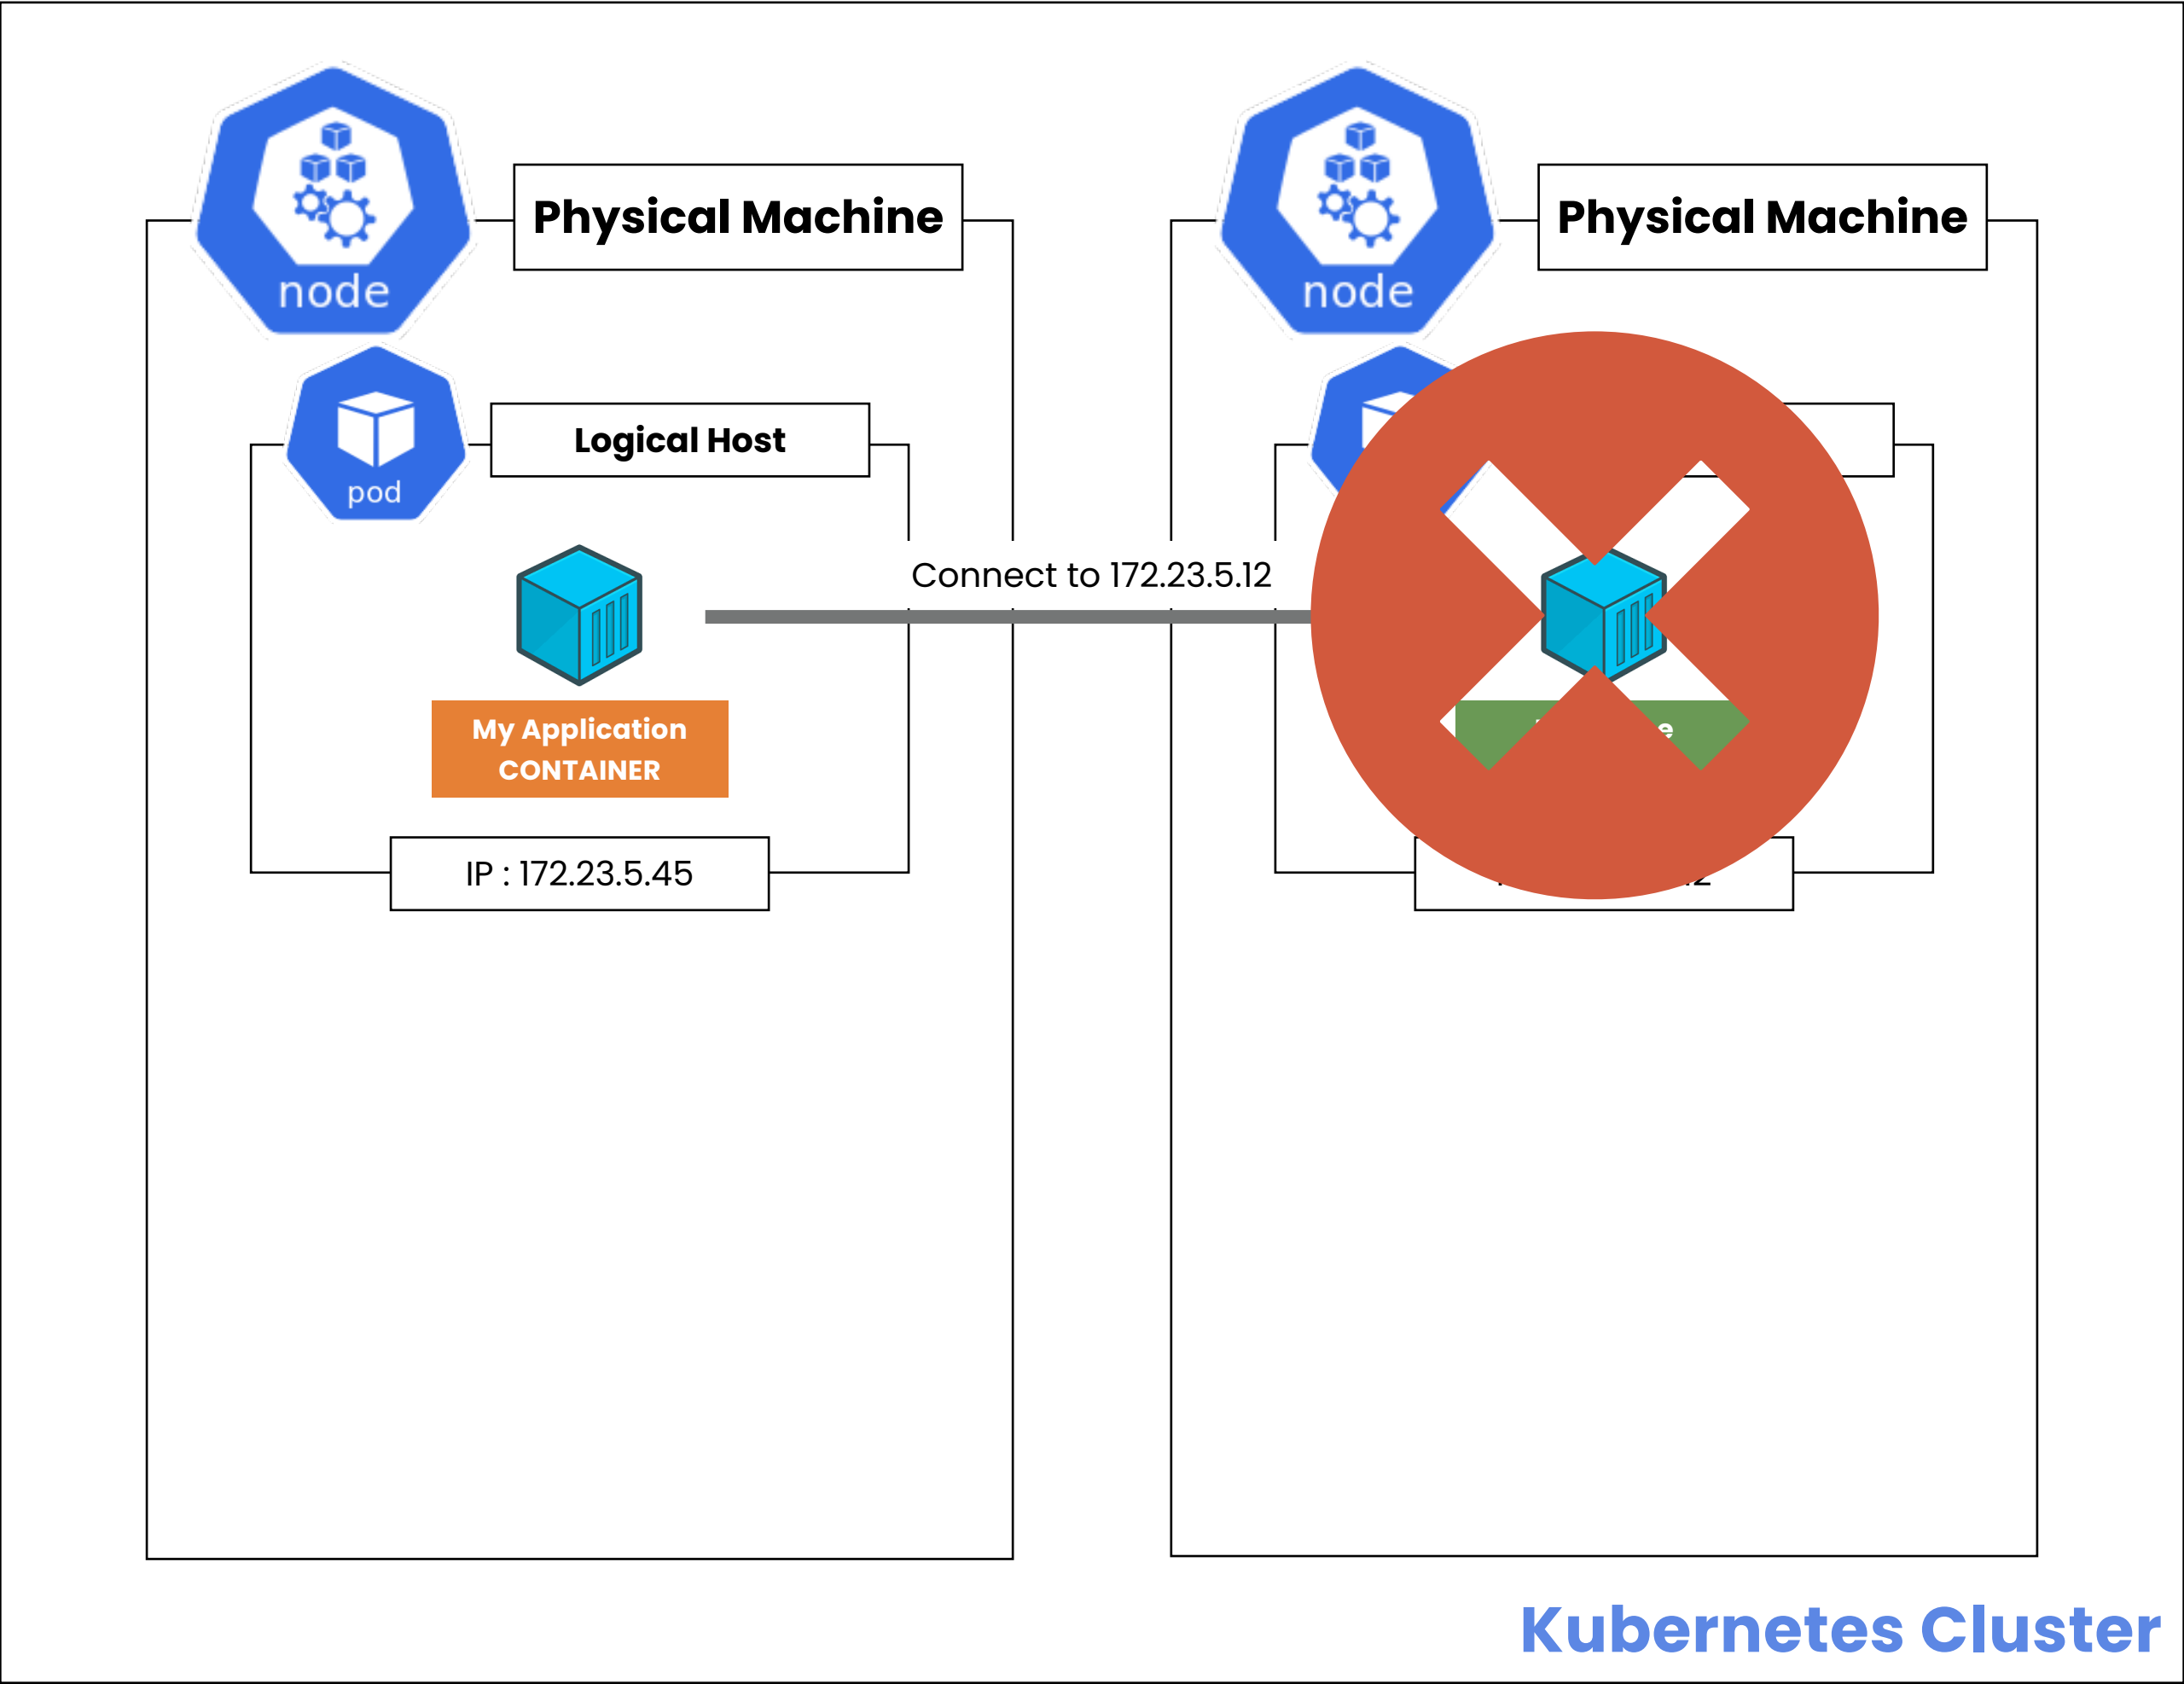 Physical Machine
node
Logical Host
pod
My Application
CONTAINER
IP : 172.23.5.45
Connect to 172.23.5.12
Physical Machine
node
Kubernetes Cluster